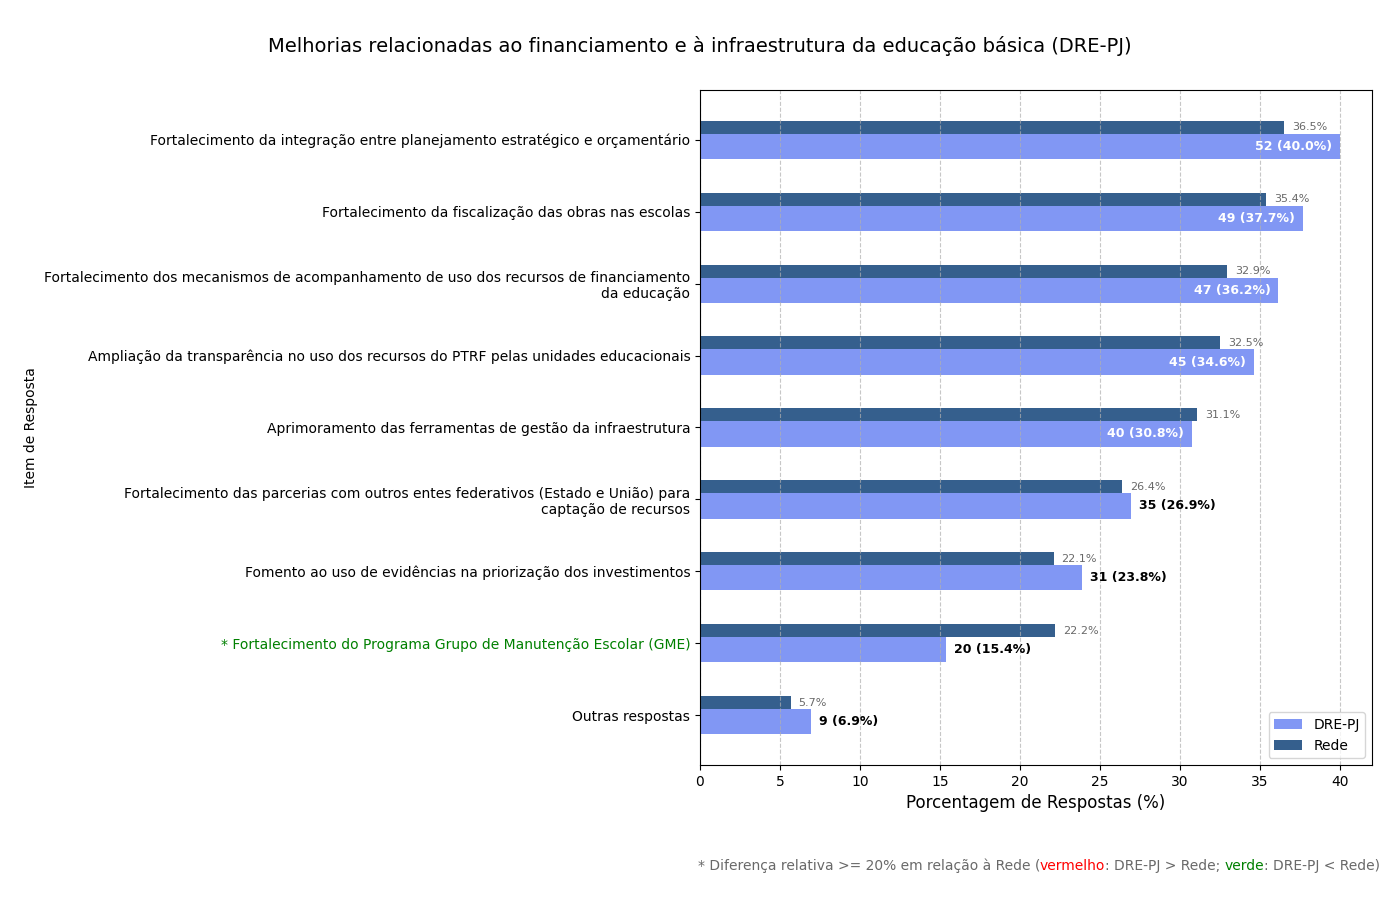 Melhorias relacionadas ao financiamento e à infraestrutura da educação básica (DRE-PJ)
Item de Resposta
Fortalecimento da integração entre planejamento estratégico e orçamentário
36.5%
52 (40.0%)
Fortalecimento da fiscalização das obras nas escolas
35.4%
49 (37.7%)
Fortalecimento dos mecanismos de acompanhamento de uso dos recursos de financiamento
da educação
32.9%
47 (36.2%)
Ampliação da transparência no uso dos recursos do PTRF pelas unidades educacionais
32.5%
45 (34.6%)
Aprimoramento das ferramentas de gestão da infraestrutura
31.1%
40 (30.8%)
Fortalecimento das parcerias com outros entes federativos (Estado e União) para
captação de recursos
26.4%
35 (26.9%)
Fomento ao uso de evidências na priorização dos investimentos
22.1%
31 (23.8%)
* Fortalecimento do Programa Grupo de Manutenção Escolar (GME)
22.2%
20 (15.4%)
Outras respostas
5.7%
9 (6.9%)
DRE-PJ
Rede
0 5 10 15 20 25 30 35 40
Porcentagem de Respostas (%)
* Diferença relativa >= 20% em relação à Rede (vermelho: DRE-PJ > Rede; verde: DRE-PJ < Rede)